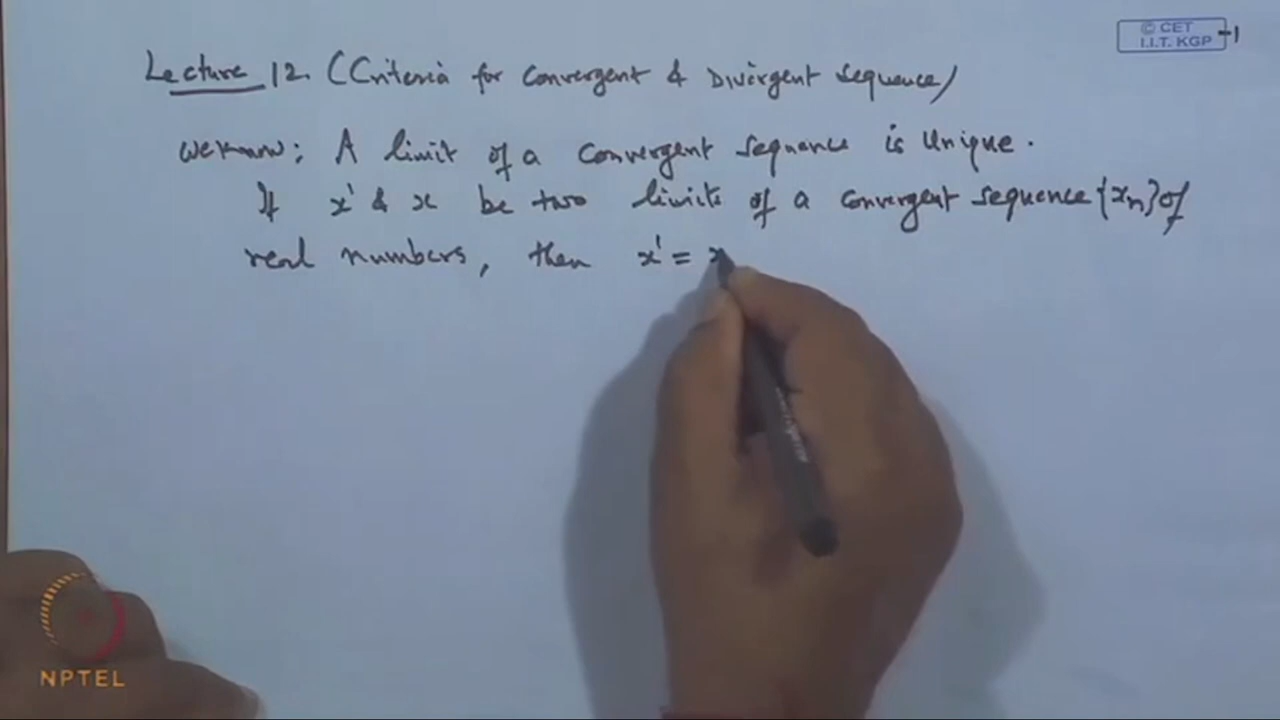 © CET
I.I.T. KGP -1
Lecture 12. (Criteria for Convergent & Divergent Sequence)
We know: A limit of a convergent sequence is Unique.
If x' & x be two limits of a convergent sequence {xₙ} of
real numbers, then x' = x
NPTEL